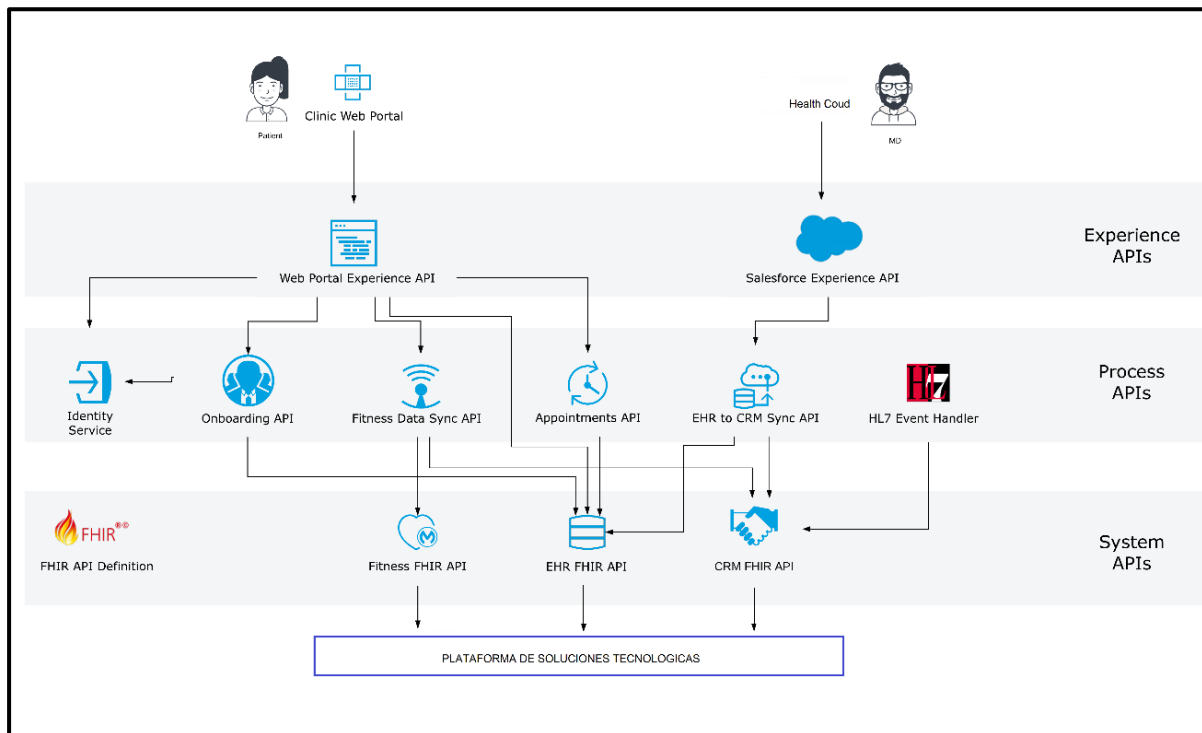 Clinic Web Portal
Patient
Health Coud
MD
Experience
APIs
Web Portal Experience API
Salesforce Experience API
Process
APIs
Identity
Service
Onboarding API
Fitness Data Sync API
Appointments API
EHR to CRM Sync API
HL7
HL7 Event Handler
FHIR®©
FHIR API Definition
Fitness FHIR API
EHR FHIR API
CRM FHIR API
System
APIs
PLATAFORMA DE SOLUCIONES TECNOLOGICAS